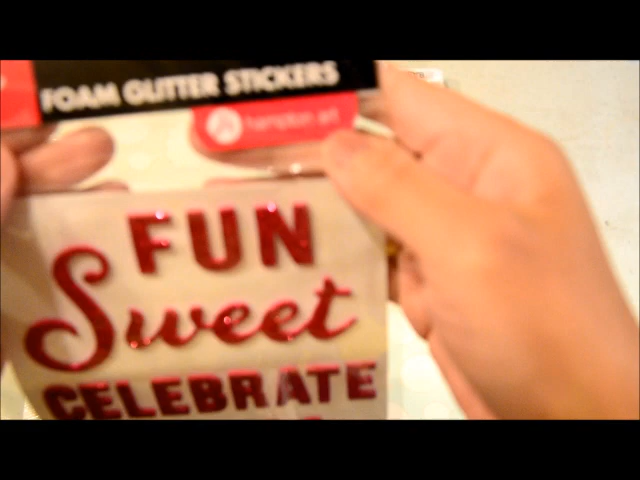 FOAM GLITTER STICKERS
hampton art
FUN
Sweet
CELEBRATE